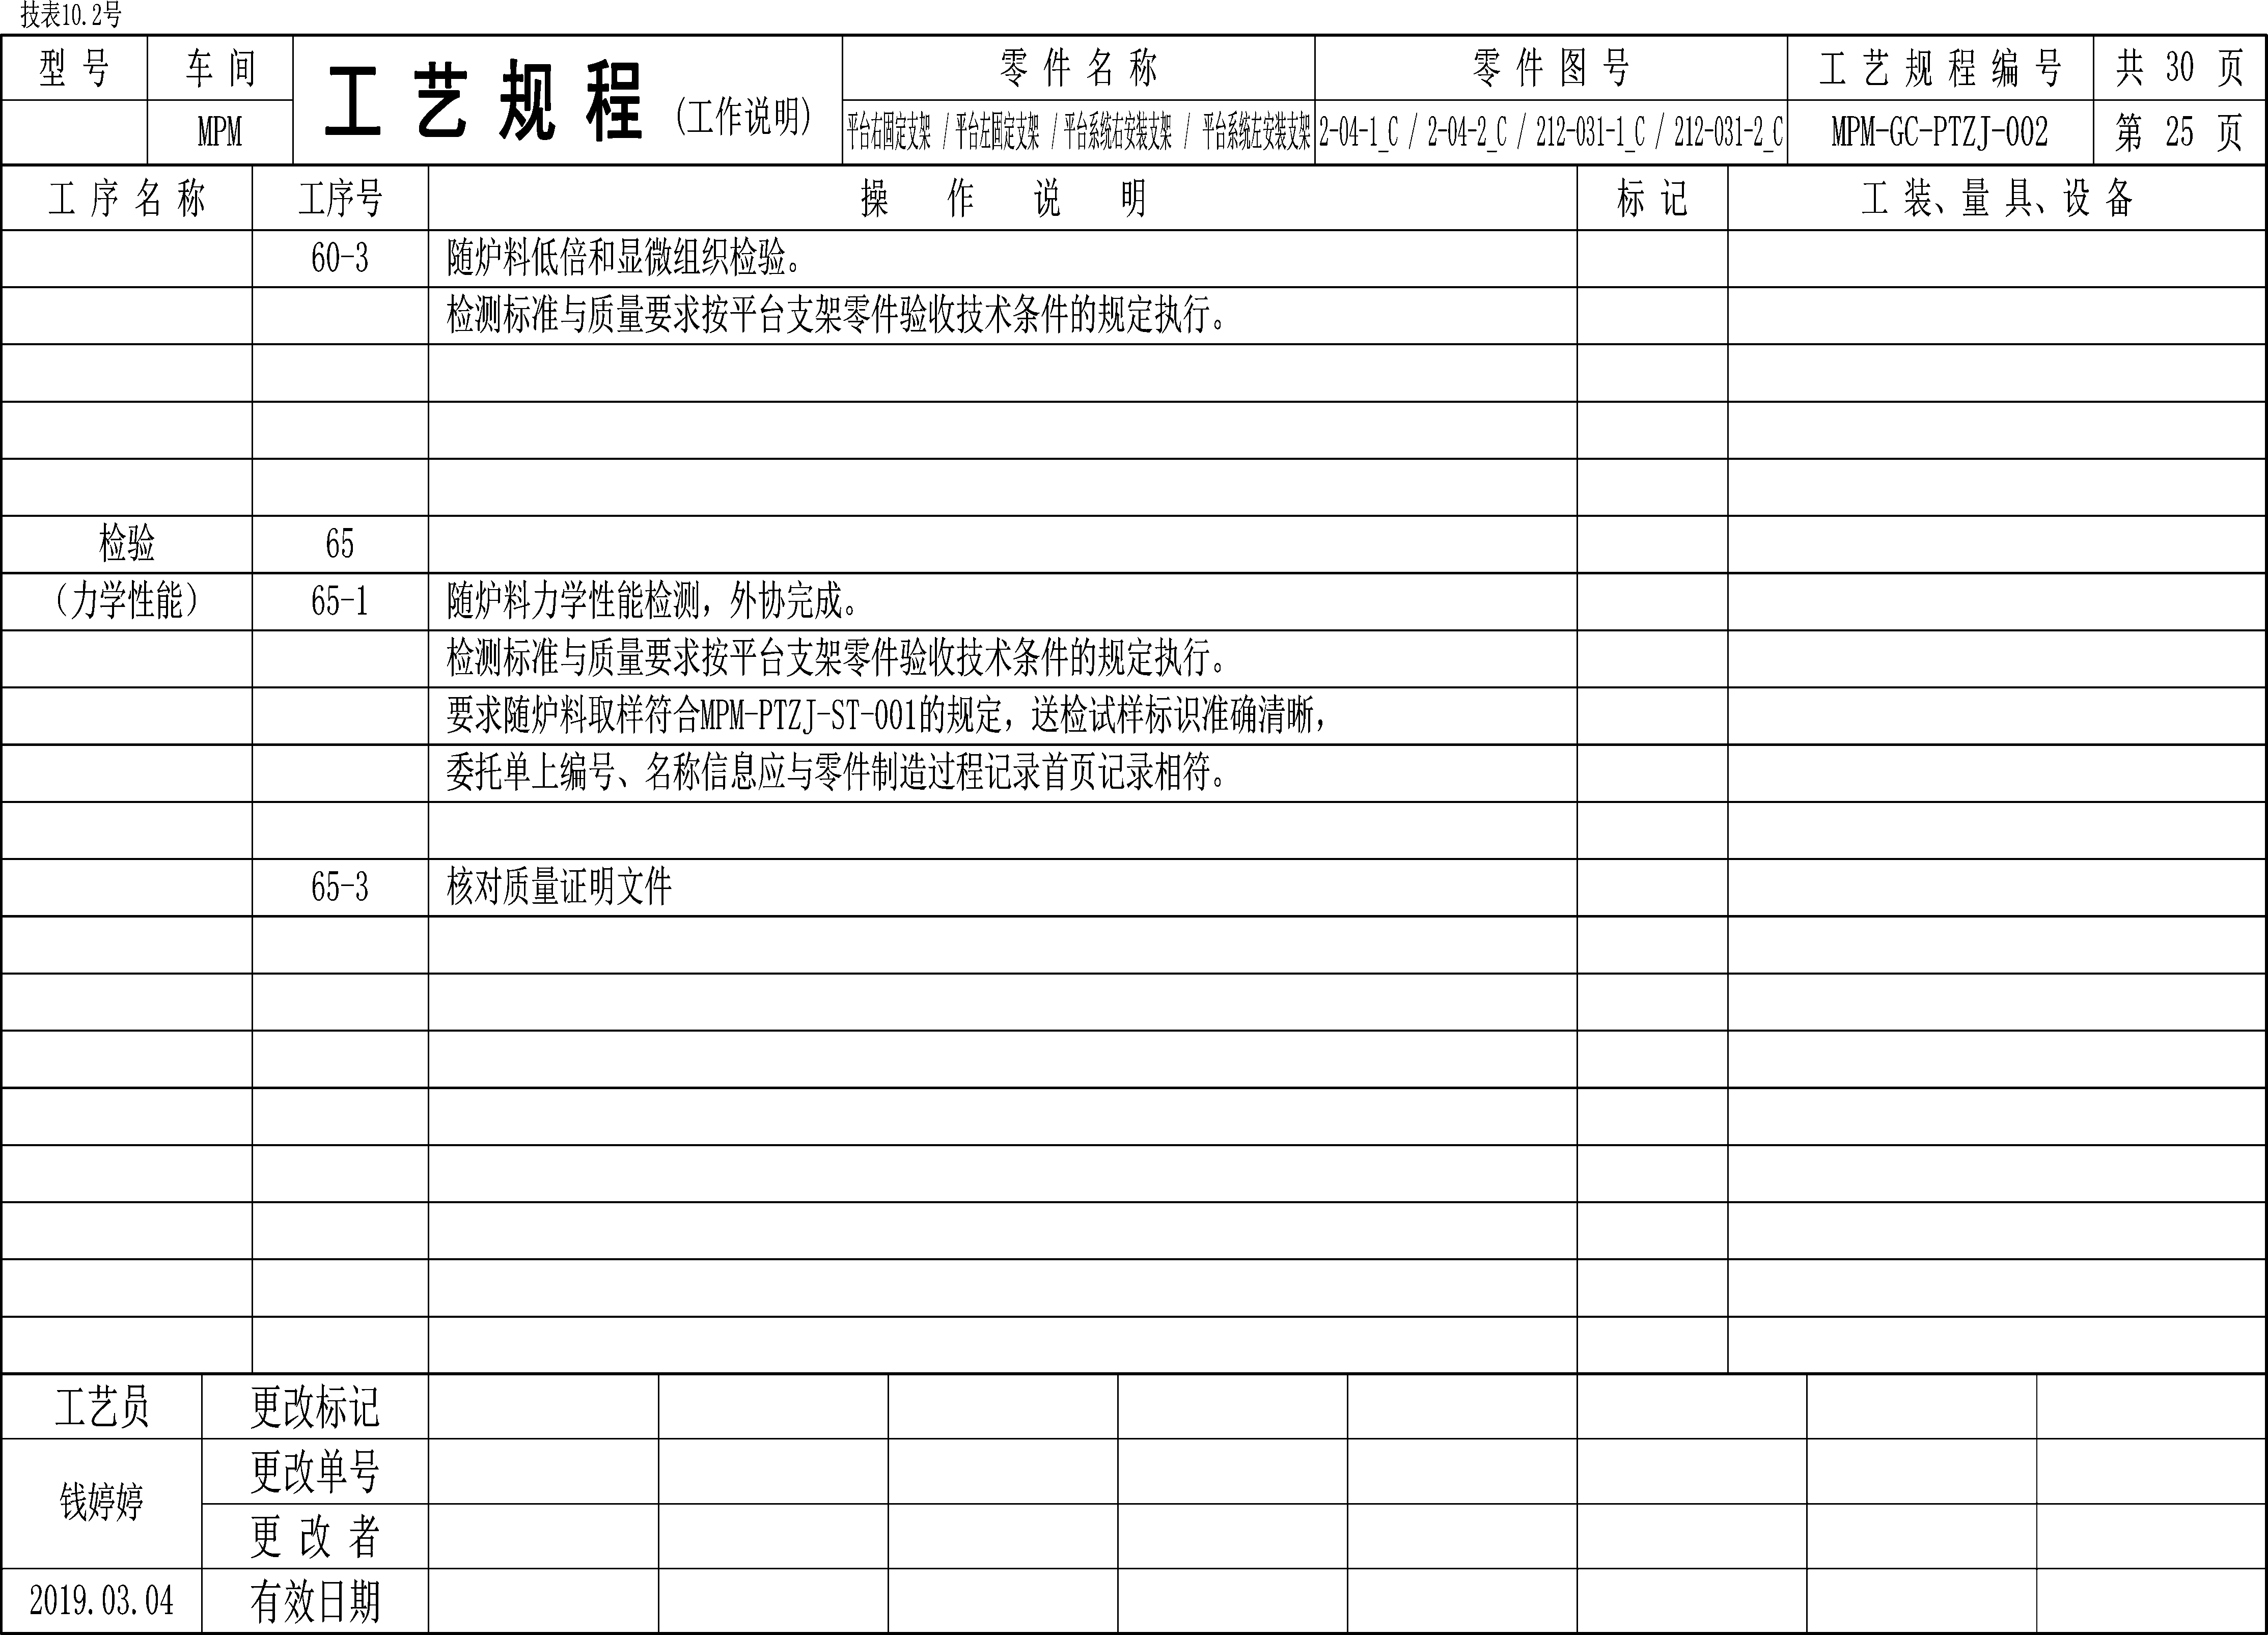 技表10.2号
型 号 车 间 工 艺 规 程 (工作说明) 零 件 名 称 零 件 图 号 工 艺 规 程 编 号 共 30 页
MPM 平台右固定支架 / 平台左固定支架 / 平台系统右安装支架 / 平台系统左安装支架 2-04-1_C / 2-04-2_C / 212-031-1_C / 212-031-2_C MPM-GC-PTZJ-002 第 25 页
工 序 名 称 工序号 操 作 说 明 标 记 工 装、量 具、设 备
60-3 随炉料低倍和显微组织检验。
检测标准与质量要求按平台支架零件验收技术条件的规定执行。
检验 65
（力学性能） 65-1 随炉料力学性能检测，外协完成。
检测标准与质量要求按平台支架零件验收技术条件的规定执行。
要求随炉料取样符合MPM-PTZJ-ST-001的规定，送检试样标识准确清晰，
委托单上编号、名称信息应与零件制造过程记录首页记录相符。
65-3 核对质量证明文件
工艺员 更改标记
更改单号
钱婷婷
更 改 者
2019.03.04 有效日期